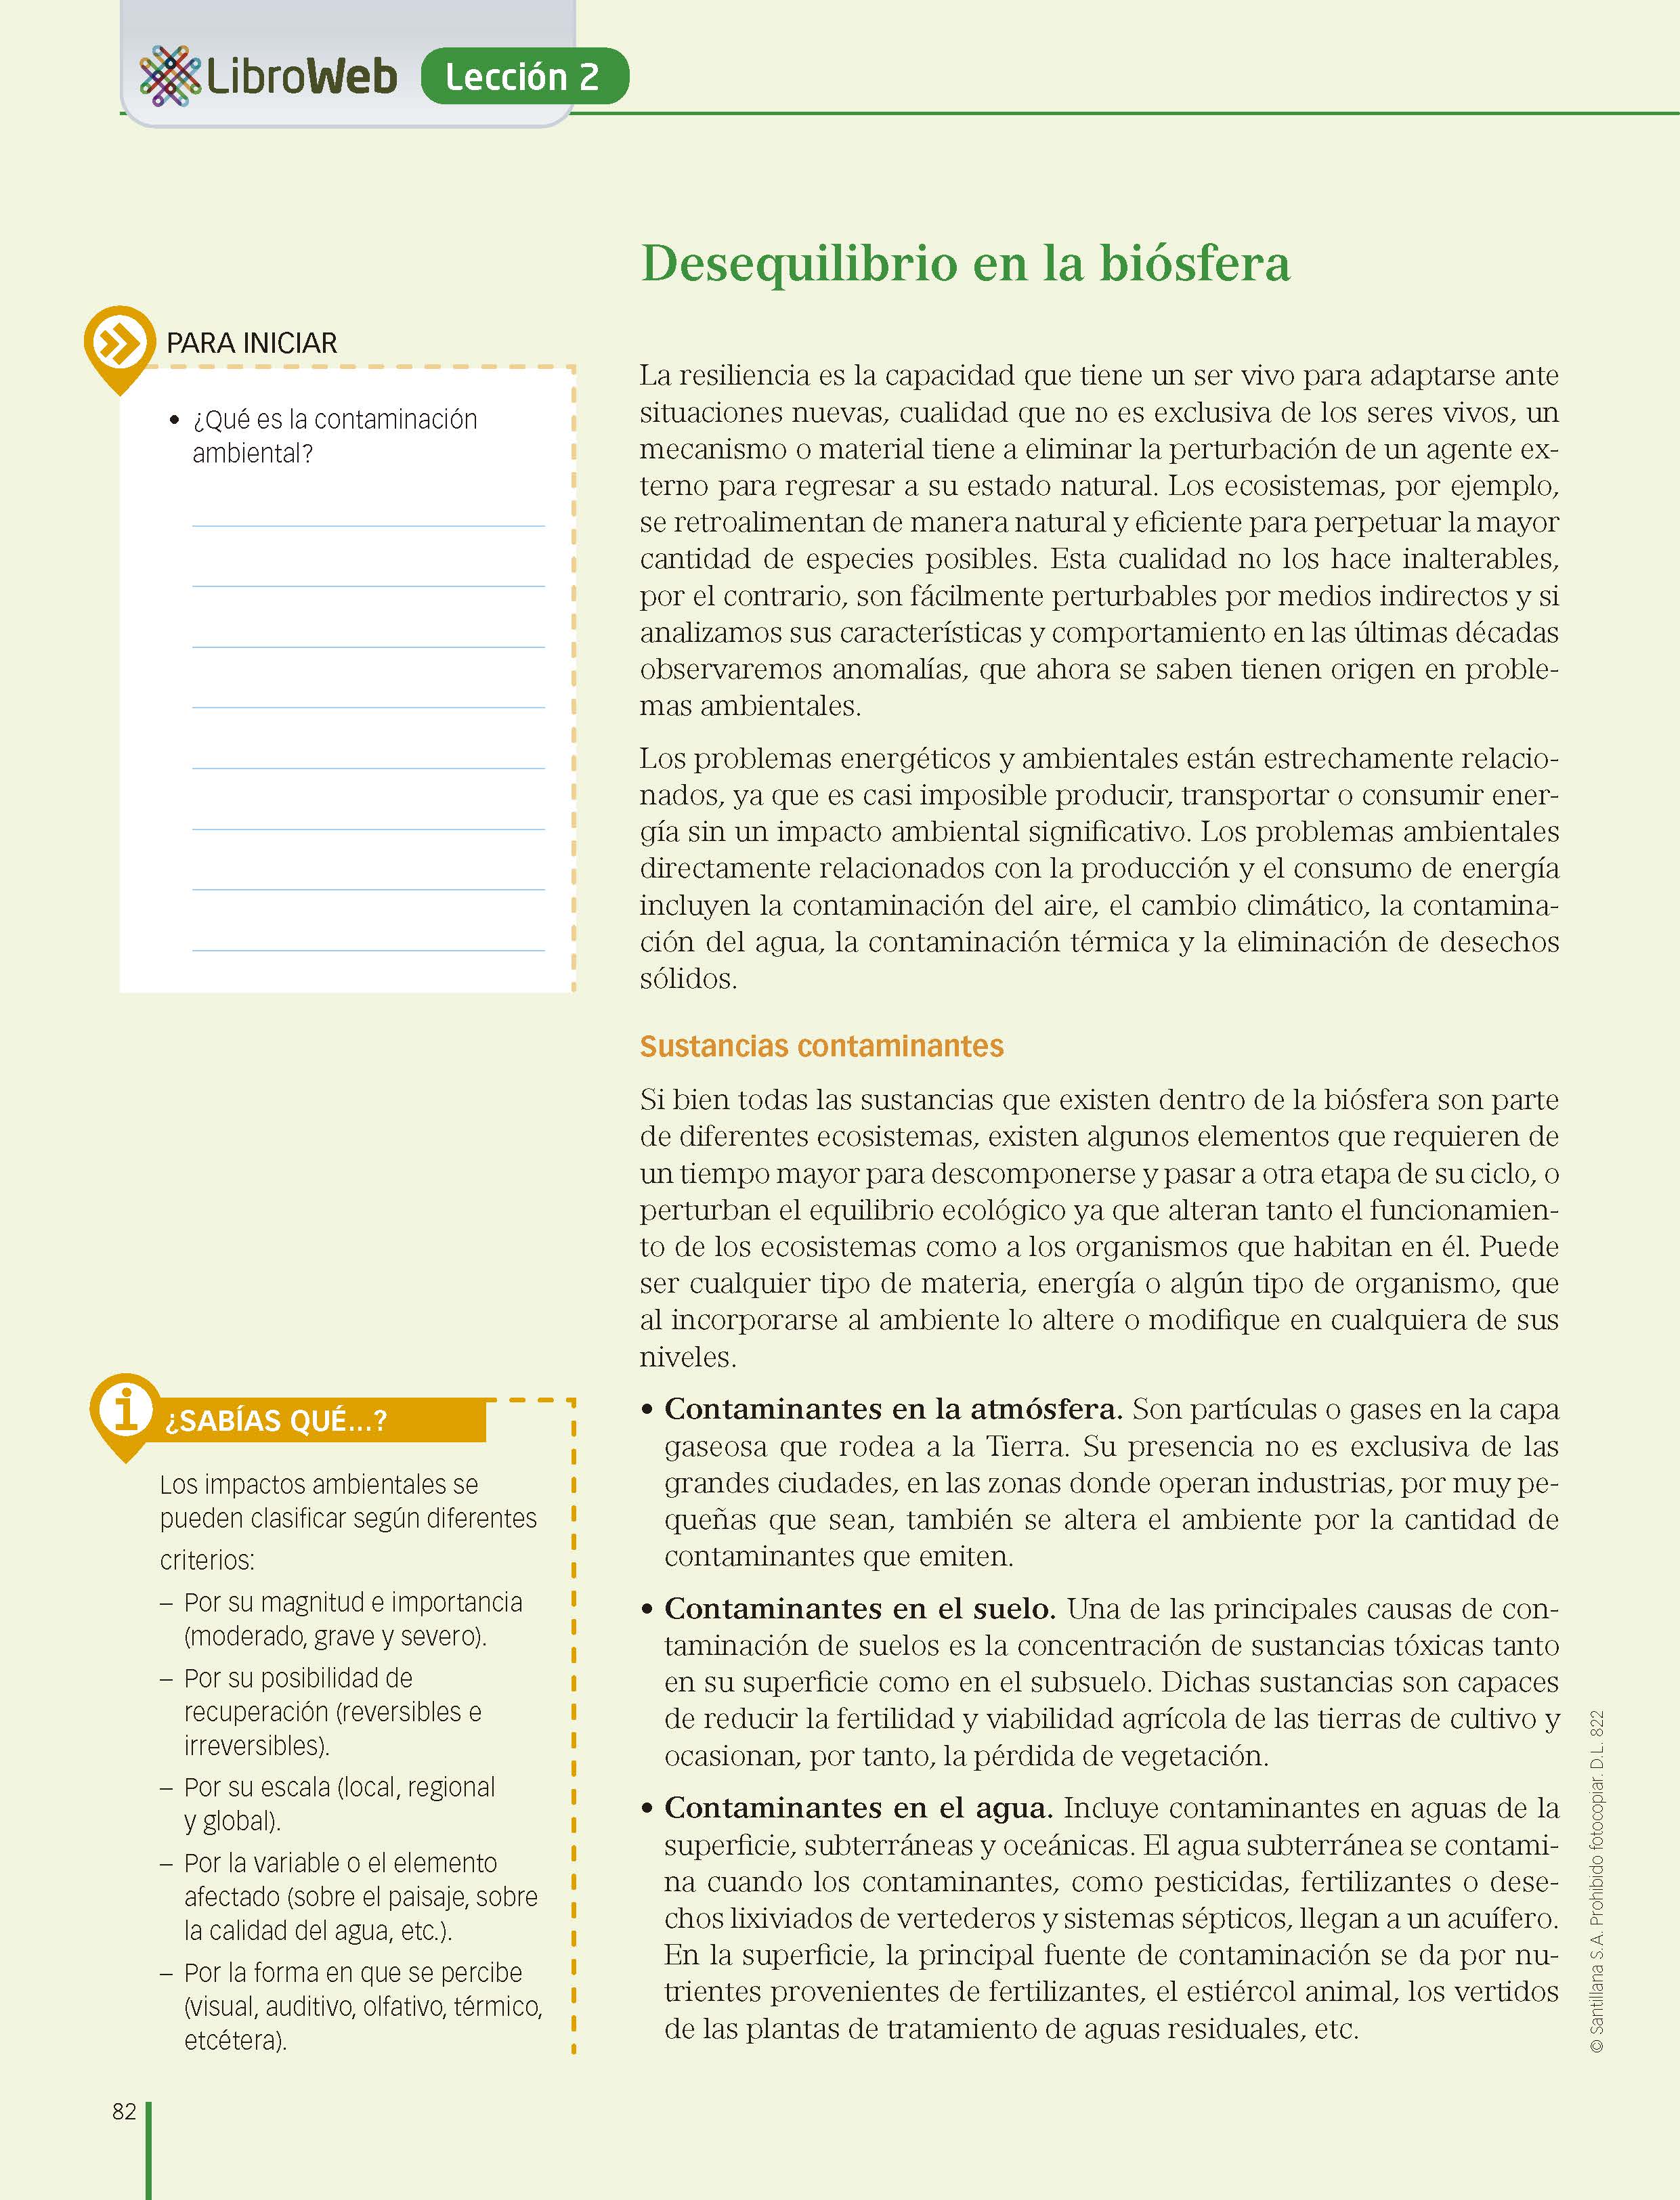 LibroWeb
Lección 2
Desequilibrio en la biósfera
PARA INICIAR
• ¿Qué es la contaminación
ambiental?
La resiliencia es la capacidad que tiene un ser vivo para adaptarse ante
situaciones nuevas, cualidad que no es exclusiva de los seres vivos, un
mecanismo o material tiene a eliminar la perturbación de un agente ex-
terno para regresar a su estado natural. Los ecosistemas, por ejemplo,
se retroalimentan de manera natural y eficiente para perpetuar la mayor
cantidad de especies posibles. Esta cualidad no los hace inalterables,
por el contrario, son fácilmente perturbables por medios indirectos y si
analizamos sus características y comportamiento en las últimas décadas
observaremos anomalías, que ahora se saben tienen origen en proble-
mas ambientales.
Los problemas energéticos y ambientales están estrechamente relacio-
nados, ya que es casi imposible producir, transportar o consumir ener-
gía sin un impacto ambiental significativo. Los problemas ambientales
directamente relacionados con la producción y el consumo de energía
incluyen la contaminación del aire, el cambio climático, la contamina-
ción del agua, la contaminación térmica y la eliminación de desechos
sólidos.
Sustancias contaminantes
Si bien todas las sustancias que existen dentro de la biósfera son parte
de diferentes ecosistemas, existen algunos elementos que requieren de
un tiempo mayor para descomponerse y pasar a otra etapa de su ciclo, o
perturban el equilibrio ecológico ya que alteran tanto el funcionamien-
to de los ecosistemas como a los organismos que habitan en él. Puede
ser cualquier tipo de materia, energía o algún tipo de organismo, que
al incorporarse al ambiente lo altere o modifique en cualquiera de sus
niveles.
• Contaminantes en la atmósfera. Son partículas o gases en la capa
gaseosa que rodea a la Tierra. Su presencia no es exclusiva de las
grandes ciudades, en las zonas donde operan industrias, por muy pe-
queñas que sean, también se altera el ambiente por la cantidad de
contaminantes que emiten.
• Contaminantes en el suelo. Una de las principales causas de con-
taminación de suelos es la concentración de sustancias tóxicas tanto
en su superficie como en el subsuelo. Dichas sustancias son capaces
de reducir la fertilidad y viabilidad agrícola de las tierras de cultivo y
ocasionan, por tanto, la pérdida de vegetación.
• Contaminantes en el agua. Incluye contaminantes en aguas de la
superficie, subterráneas y oceánicas. El agua subterránea se contami-
na cuando los contaminantes, como pesticidas, fertilizantes o dese-
chos lixiviados de vertederos y sistemas sépticos, llegan a un acuífero.
En la superficie, la principal fuente de contaminación se da por nu-
trientes provenientes de fertilizantes, el estiércol animal, los vertidos
de las plantas de tratamiento de aguas residuales, etc.
i
¿SABÍAS QUÉ...?
Los impactos ambientales se
pueden clasificar según diferentes
criterios:
– Por su magnitud e importancia
(moderado, grave y severo).
– Por su posibilidad de
recuperación (reversibles e
irreversibles).
– Por su escala (local, regional
y global).
– Por la variable o el elemento
afectado (sobre el paisaje, sobre
la calidad del agua, etc.).
– Por la forma en que se percibe
(visual, auditivo, olfativo, térmico,
etcétera).
© Santillana S.A. Prohibido fotocopiar. D.L. 822
82